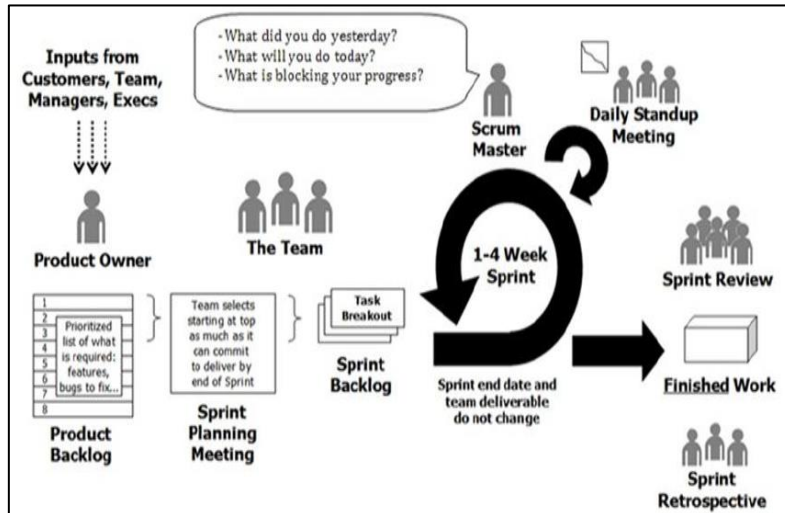 Inputs from
Customers, Team,
Managers, Execs
- What did you do yesterday?
- What will you do today?
- What is blocking your progress?
Scrum
Master
Daily Standup
Meeting
Product Owner
The Team
1-4 Week
Sprint
Sprint Review
1
2
3
4
5
6
7
8
Prioritized
list of what
is required:
features,
bugs to fix...
Product
Backlog
Team selects
starting at top
as much as it
can commit
to deliver by
end of Sprint
Sprint
Planning
Meeting
Task
Breakout
Sprint
Backlog
Sprint end date and
team deliverable
do not change
Finished Work
Sprint
Retrospective